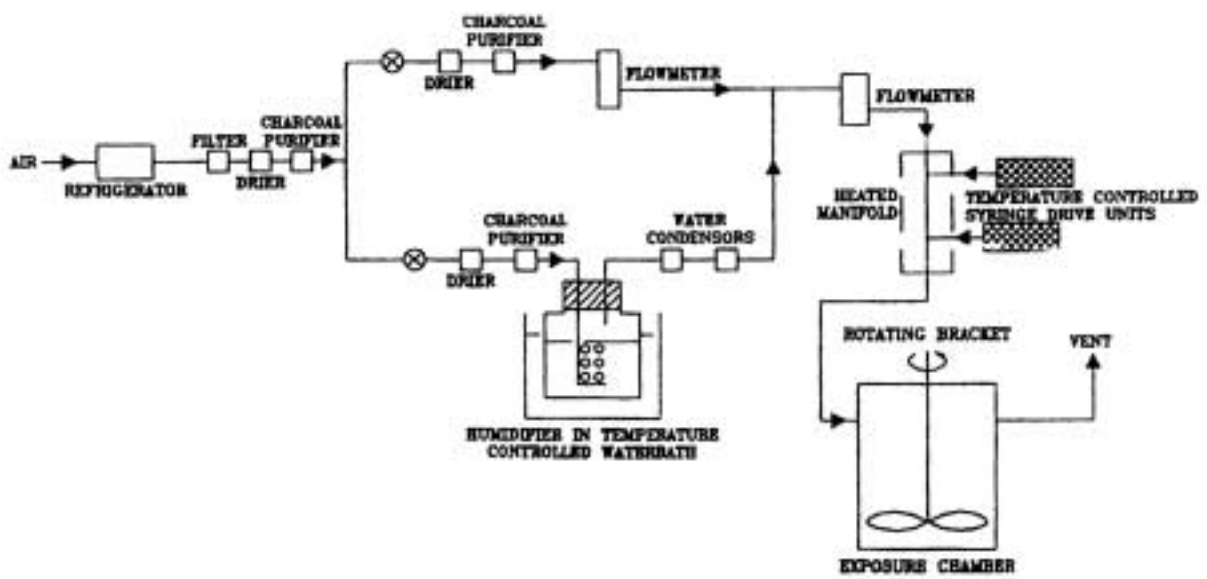 CHARCOAL
PURIFIER
DRIER
FLOWMETER
FLOWMETER
AIR
REFRIGERATOR
FILTER
DRIER
CHARCOAL
PURIFIER
HEATED
MANIFOLD
TEMPERATURE CONTROLLED
SYRINGE DRIVE UNITS
CHARCOAL
PURIFIER
DRIER
WATER
CONDENSORS
HUMIDIFIER IN TEMPERATURE
CONTROLLED WATERBATH
ROTATING BRACKET
VENT
EXPOSURE CHAMBER